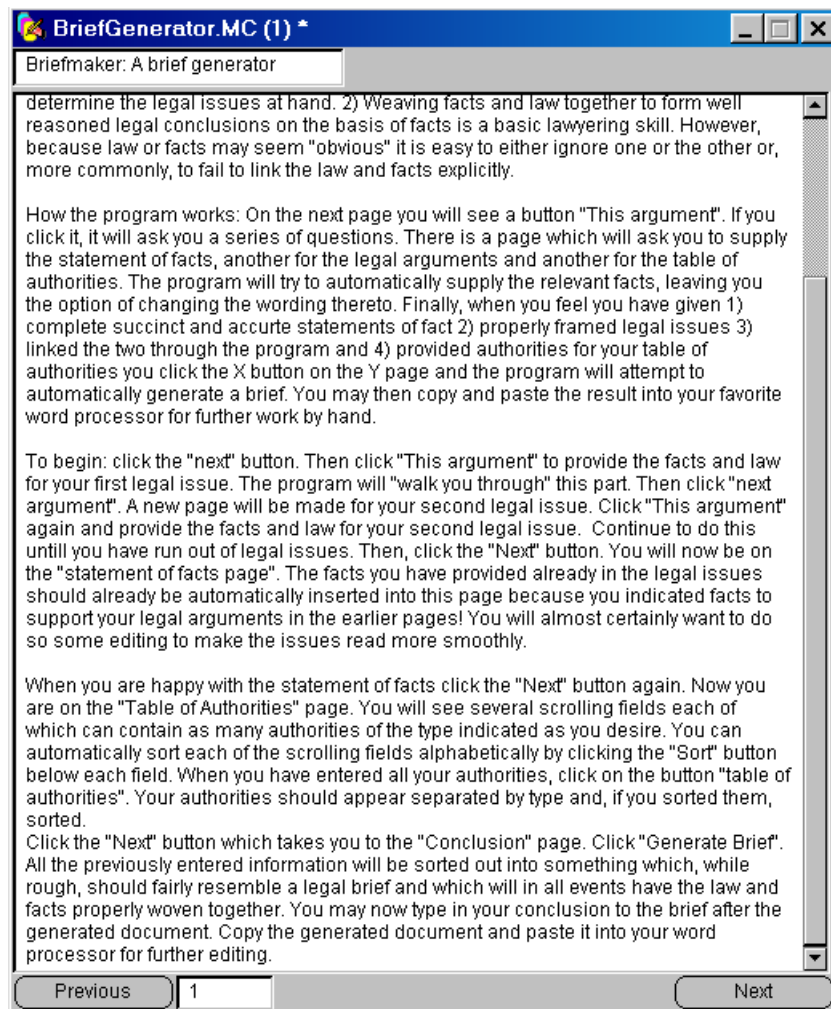 BriefGenerator.MC (1) *
Briefmaker: A brief generator
determine the legal issues at hand. 2) Weaving facts and law together to form well
reasoned legal conclusions on the basis of facts is a basic lawyering skill. However,
because law or facts may seem "obvious" it is easy to either ignore one or the other or,
more commonly, to fail to link the law and facts explicitly.
How the program works: On the next page you will see a button "This argument". If you
click it, it will ask you a series of questions. There is a page which will ask you to supply
the statement of facts, another for the legal arguments and another for the table of
authorities. The program will try to automatically supply the relevant facts, leaving you
the option of changing the wording thereto. Finally, when you feel you have given 1)
complete succinct and accurte statements of fact 2) properly framed legal issues 3)
linked the two through the program and 4) provided authorities for your table of
authorities you click the X button on the Y page and the program will attempt to
automatically generate a brief. You may then copy and paste the result into your favorite
word processor for further work by hand.
To begin: click the "next" button. Then click "This argument" to provide the facts and law
for your first legal issue. The program will "walk you through" this part. Then click "next
argument". A new page will be made for your second legal issue. Click "This argument"
again and provide the facts and law for your second legal issue.  Continue to do this
untill you have run out of legal issues. Then, click the "Next" button. You will now be on
the "statement of facts page". The facts you have provided already in the legal issues
should already be automatically inserted into this page because you indicated facts to
support your legal arguments in the earlier pages! You will almost certainly want to do
so some editing to make the issues read more smoothly.
When you are happy with the statement of facts click the "Next" button again. Now you
are on the "Table of Authorities" page. You will see several scrolling fields each of
which can contain as many authorities of the type indicated as you desire. You can
automatically sort each of the scrolling fields alphabetically by clicking the "Sort" button
below each field. When you have entered all your authorities, click on the button "table of
authorities". Your authorities should appear separated by type and, if you sorted them,
sorted.
Click the "Next" button which takes you to the "Conclusion" page. Click "Generate Brief".
All the previously entered information will be sorted out into something which, while
rough, should fairly resemble a legal brief and which will in all events have the law and
facts properly woven together. You may now type in your conclusion to the brief after the
generated document. Copy the generated document and paste it into your word
processor for further editing.
Previous 1 Next